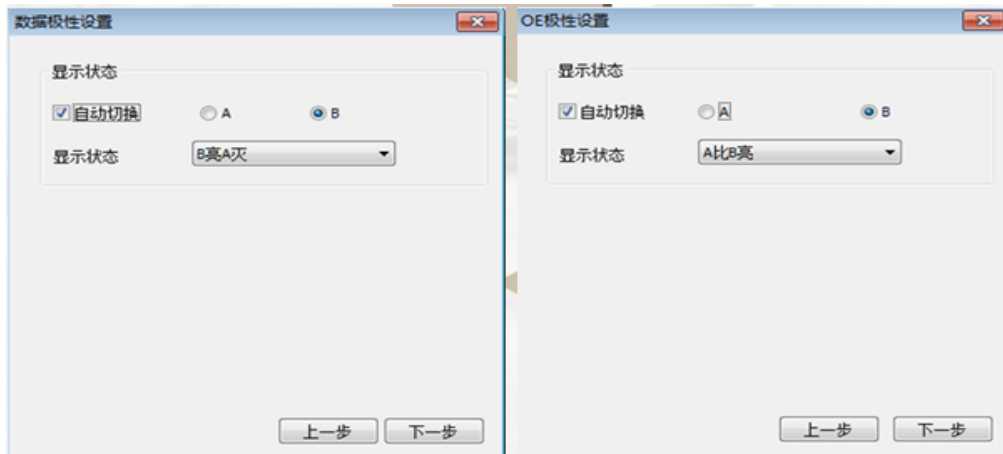 数据极性设置
显示状态
自动切换 A B
显示状态 B亮A灭
上一步 下一步
OE极性设置
显示状态
自动切换 A B
显示状态 A比B亮
上一步 下一步